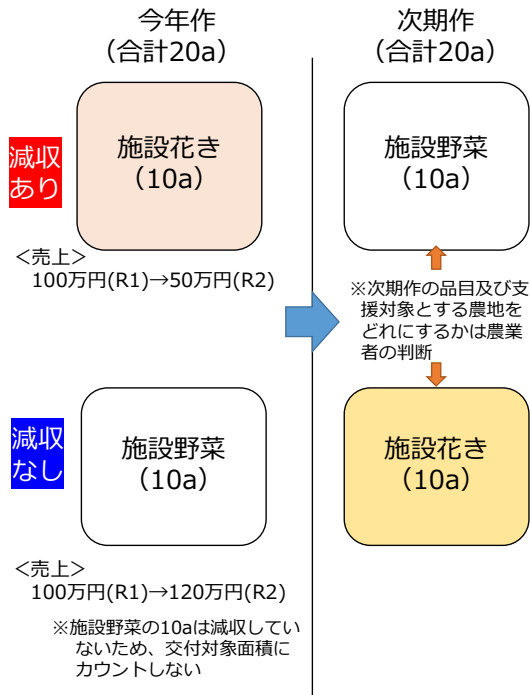 今年作
（合計20a）
次期作
（合計20a）
減収
あり
施設花き
（10a）
＜売上＞
100万円(R1)→50万円(R2)
施設野菜
（10a）
※次期作の品目及び支
援対象とする農地を
どれにするかは農業
者の判断
減収
なし
施設野菜
（10a）
＜売上＞
100万円(R1)→120万円(R2)
※施設野菜の10aは減収してい
ないため、交付対象面積に
カウントしない
施設花き
（10a）